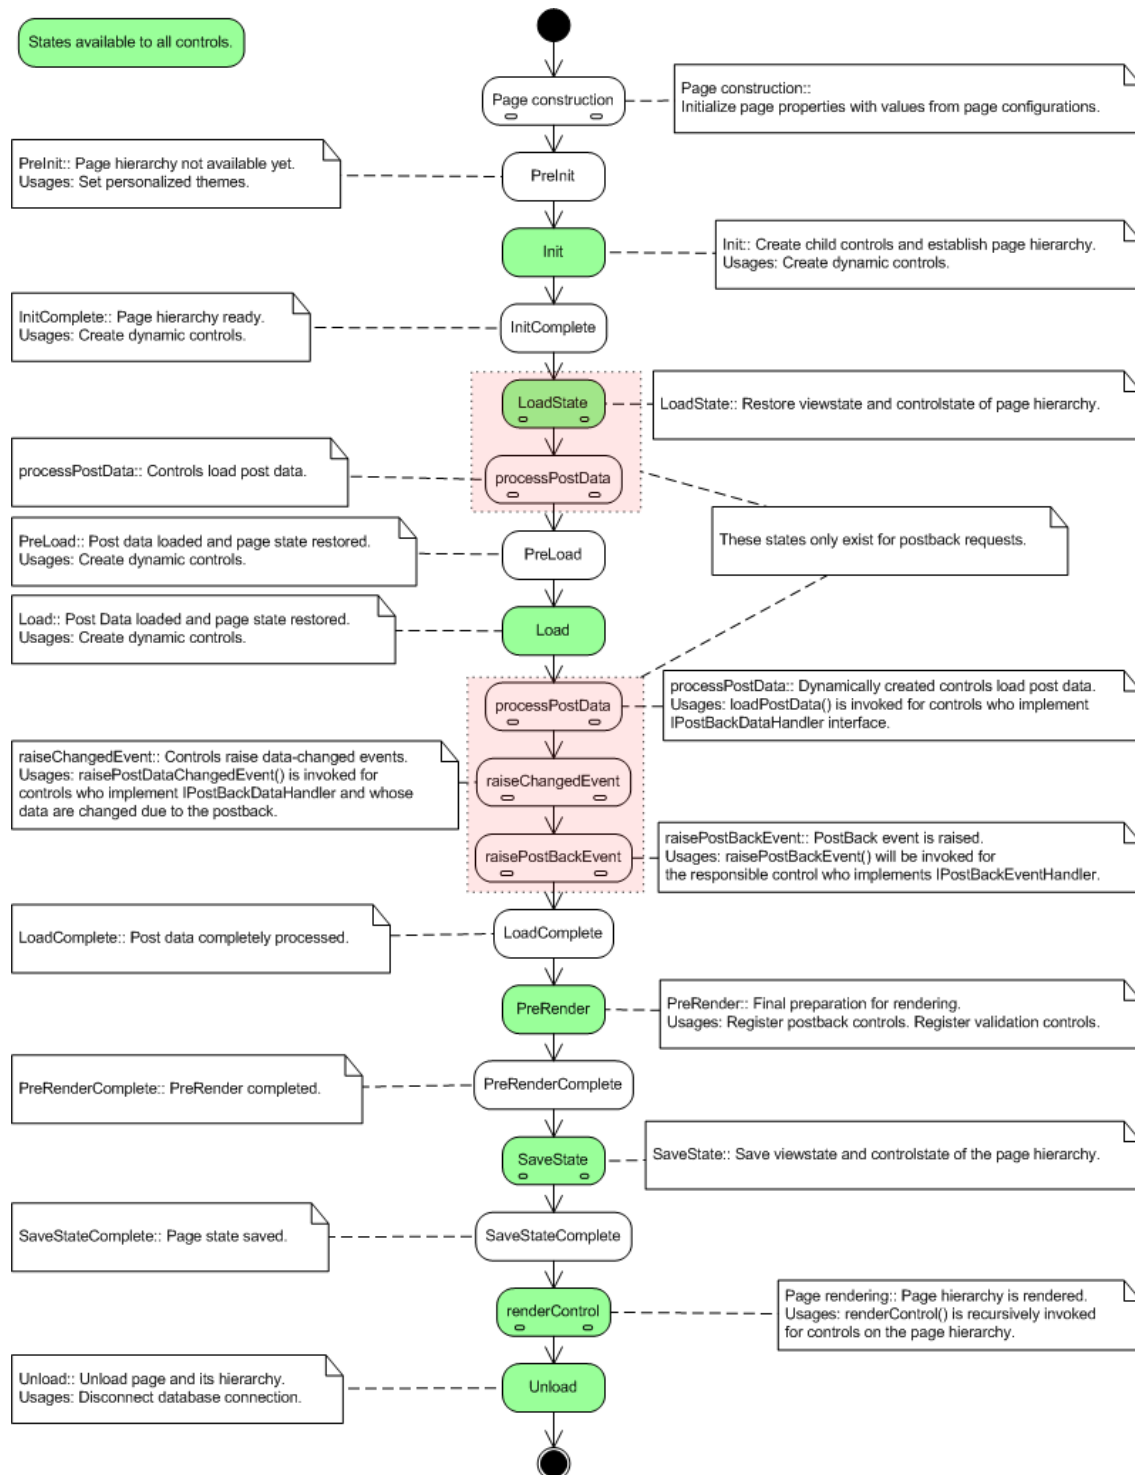 States available to all controls.
Page construction
Page construction::
Initialize page properties with values from page configurations.
PreInit:: Page hierarchy not available yet.
Usages: Set personalized themes.
PreInit
Init
Init:: Create child controls and establish page hierarchy.
Usages: Create dynamic controls.
InitComplete:: Page hierarchy ready.
Usages: Create dynamic controls.
InitComplete
LoadState
LoadState:: Restore viewstate and controlstate of page hierarchy.
processPostData:: Controls load post data.
processPostData
PreLoad:: Post data loaded and page state restored.
Usages: Create dynamic controls.
PreLoad
These states only exist for postback requests.
Load:: Post Data loaded and page state restored.
Usages: Create dynamic controls.
Load
processPostData
processPostData:: Dynamically created controls load post data.
Usages: loadPostData() is invoked for controls who implement
IPostBackDataHandler interface.
raiseChangedEvent:: Controls raise data-changed events.
Usages: raisePostDataChangedEvent() is invoked for
controls who implement IPostBackDataHandler and whose
data are changed due to the postback.
raiseChangedEvent
raisePostBackEvent
raisePostBackEvent:: PostBack event is raised.
Usages: raisePostBackEvent() will be invoked for
the responsible control who implements IPostBackEventHandler.
LoadComplete:: Post data completely processed.
LoadComplete
PreRender
PreRender:: Final preparation for rendering.
Usages: Register postback controls. Register validation controls.
PreRenderComplete:: PreRender completed.
PreRenderComplete
SaveState
SaveState:: Save viewstate and controlstate of the page hierarchy.
SaveStateComplete:: Page state saved.
SaveStateComplete
renderControl
Page rendering:: Page hierarchy is rendered.
Usages: renderControl() is recursively invoked
for controls on the page hierarchy.
Unload:: Unload page and its hierarchy.
Usages: Disconnect database connection.
Unload